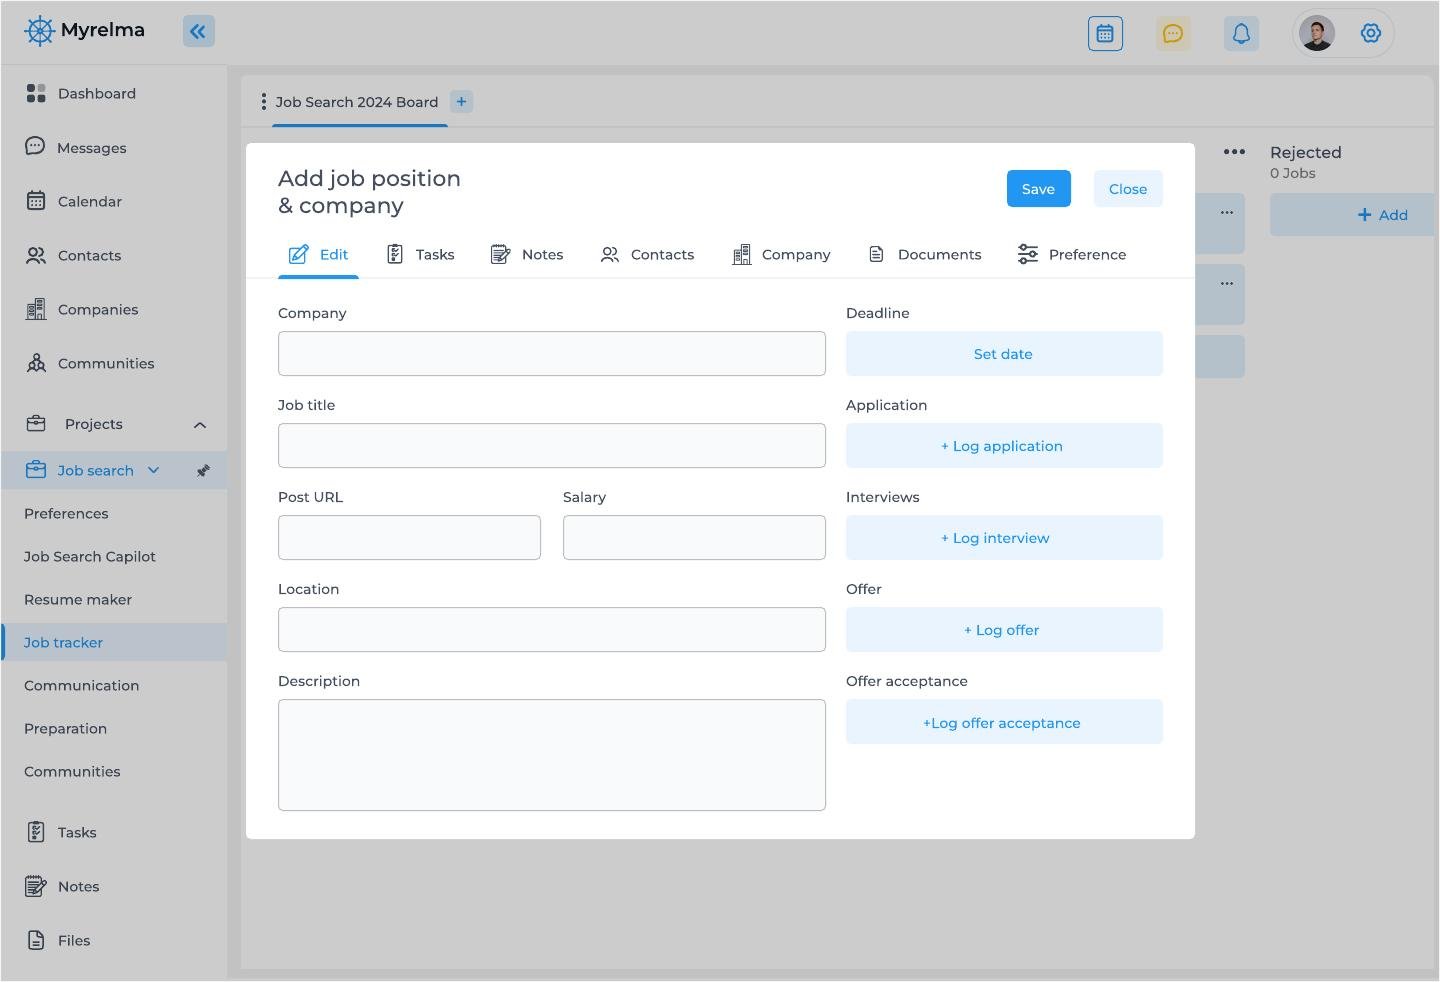 Myrelma
Dashboard
Messages
Calendar
Contacts
Companies
Communities
Projects
Job search
Preferences
Job Search Capilot
Resume maker
Job tracker
Communication
Preparation
Communities
Tasks
Notes
Files
Job Search 2024 Board +
Add job position
& company
Save Close
Edit Tasks Notes Contacts Company Documents Preference
Company
Job title
Post URL Salary
Location
Description
Deadline
Set date
Application
+ Log application
Interviews
+ Log interview
Offer
+ Log offer
Offer acceptance
+Log offer acceptance
Rejected
0 Jobs
+ Add